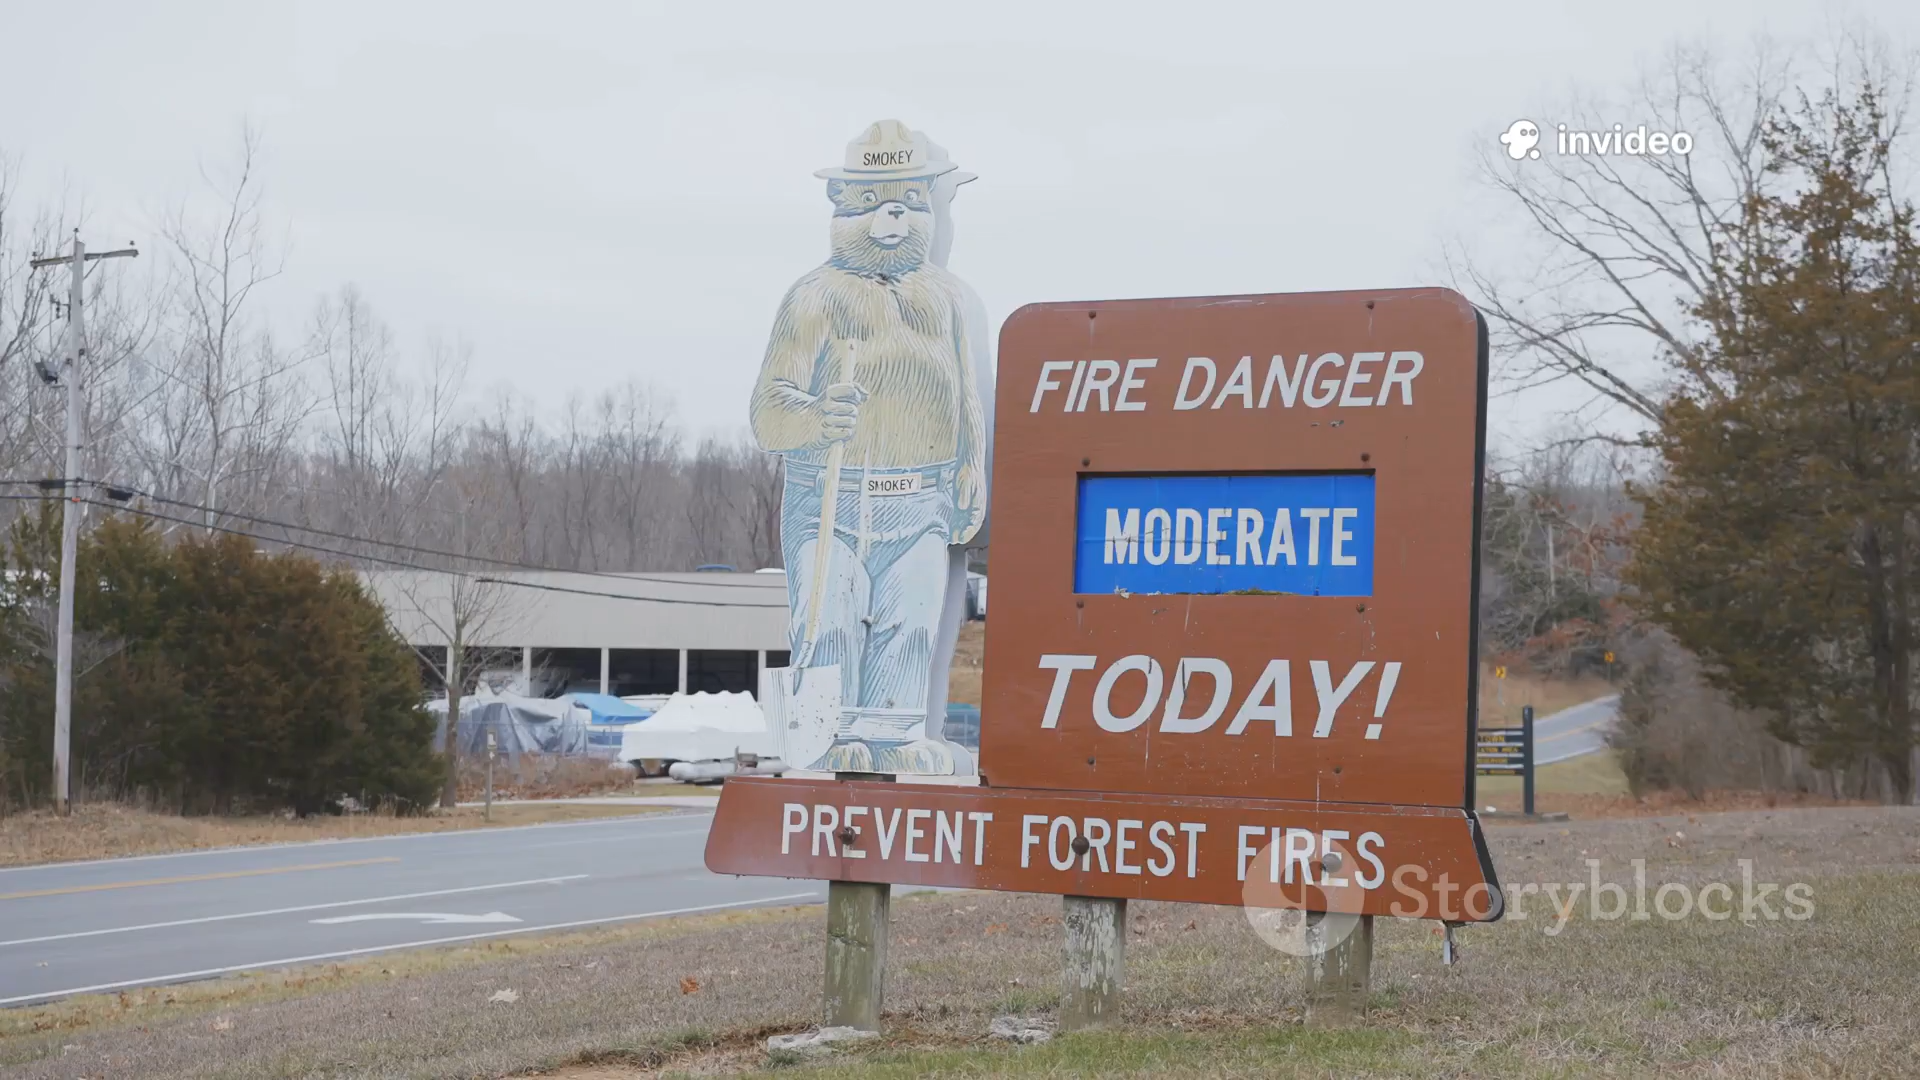 invideo
SMOKEY
SMOKEY
FIRE DANGER
MODERATE
TODAY!
PREVENT FOREST FIRES
Storyblocks